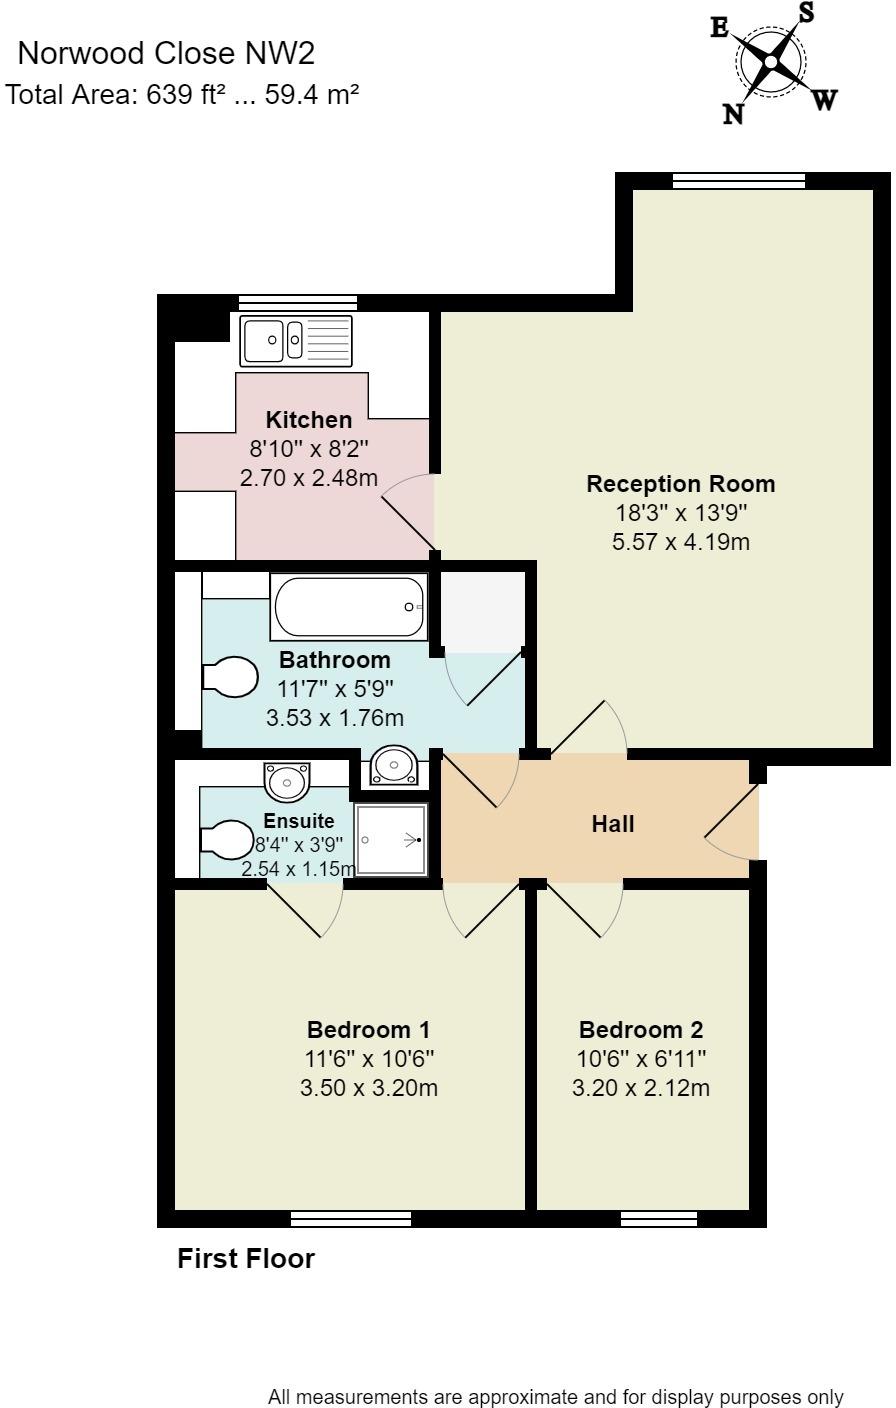 Norwood Close NW2
Total Area: 639 ft² ... 59.4 m²
S
E
W
N
Kitchen
8'10'' x 8'2''
2.70 x 2.48m
Reception Room
18'3'' x 13'9''
5.57 x 4.19m
Bathroom
11'7'' x 5'9''
3.53 x 1.76m
Ensuite
8'4'' x 3'9''
2.54 x 1.15m
Hall
Bedroom 1
11'6'' x 10'6''
3.50 x 3.20m
Bedroom 2
10'6'' x 6'11''
3.20 x 2.12m
First Floor
All measurements are approximate and for display purposes only